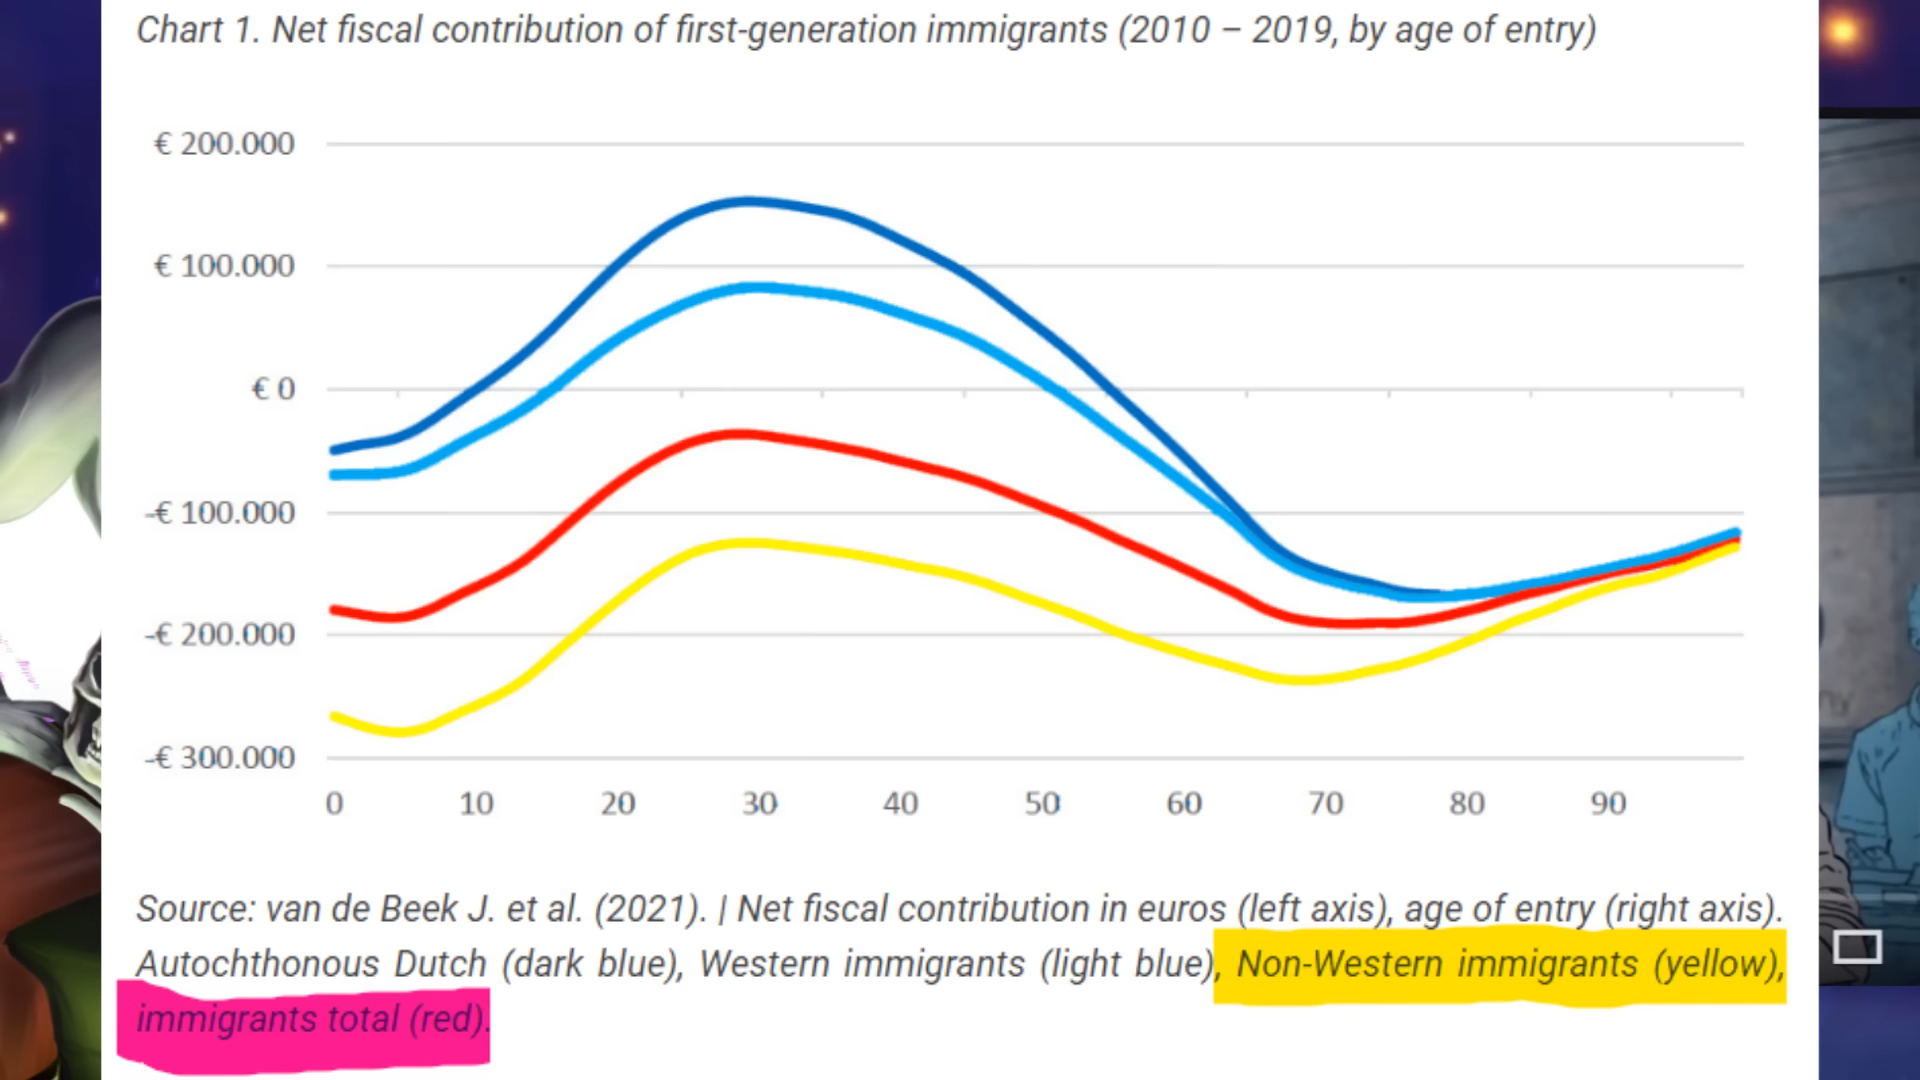 Chart 1. Net fiscal contribution of first-generation immigrants (2010 – 2019, by age of entry)
€ 200.000
€ 100.000
€ 0
-€ 100.000
-€ 200.000
-€ 300.000
0 10 20 30 40 50 60 70 80 90
Source: van de Beek J. et al. (2021). | Net fiscal contribution in euros (left axis), age of entry (right axis).
Autochthonous Dutch (dark blue), Western immigrants (light blue), Non-Western immigrants (yellow),
immigrants total (red).